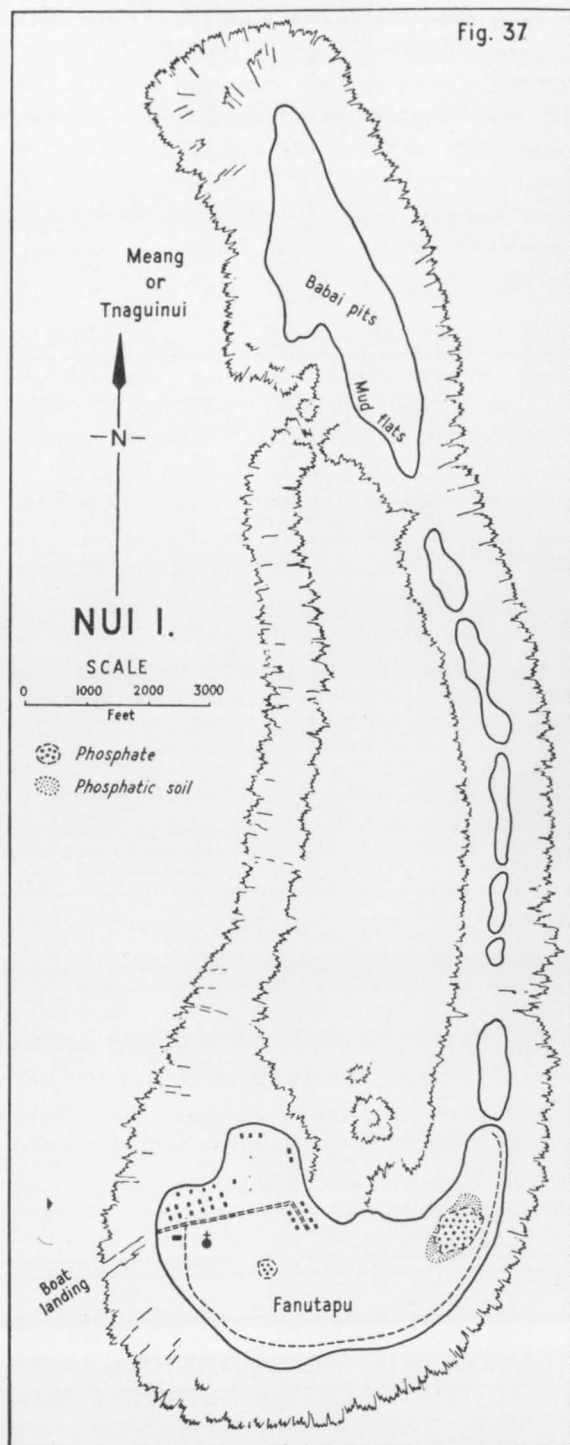 Fig. 37
Meang
or
Tnaguinui
Babai pits
Mud flats
N
NUI I.
SCALE
0 1000 2000 3000
Feet
Phosphate
Phosphatic soil
Boat
landing
Fanutapu